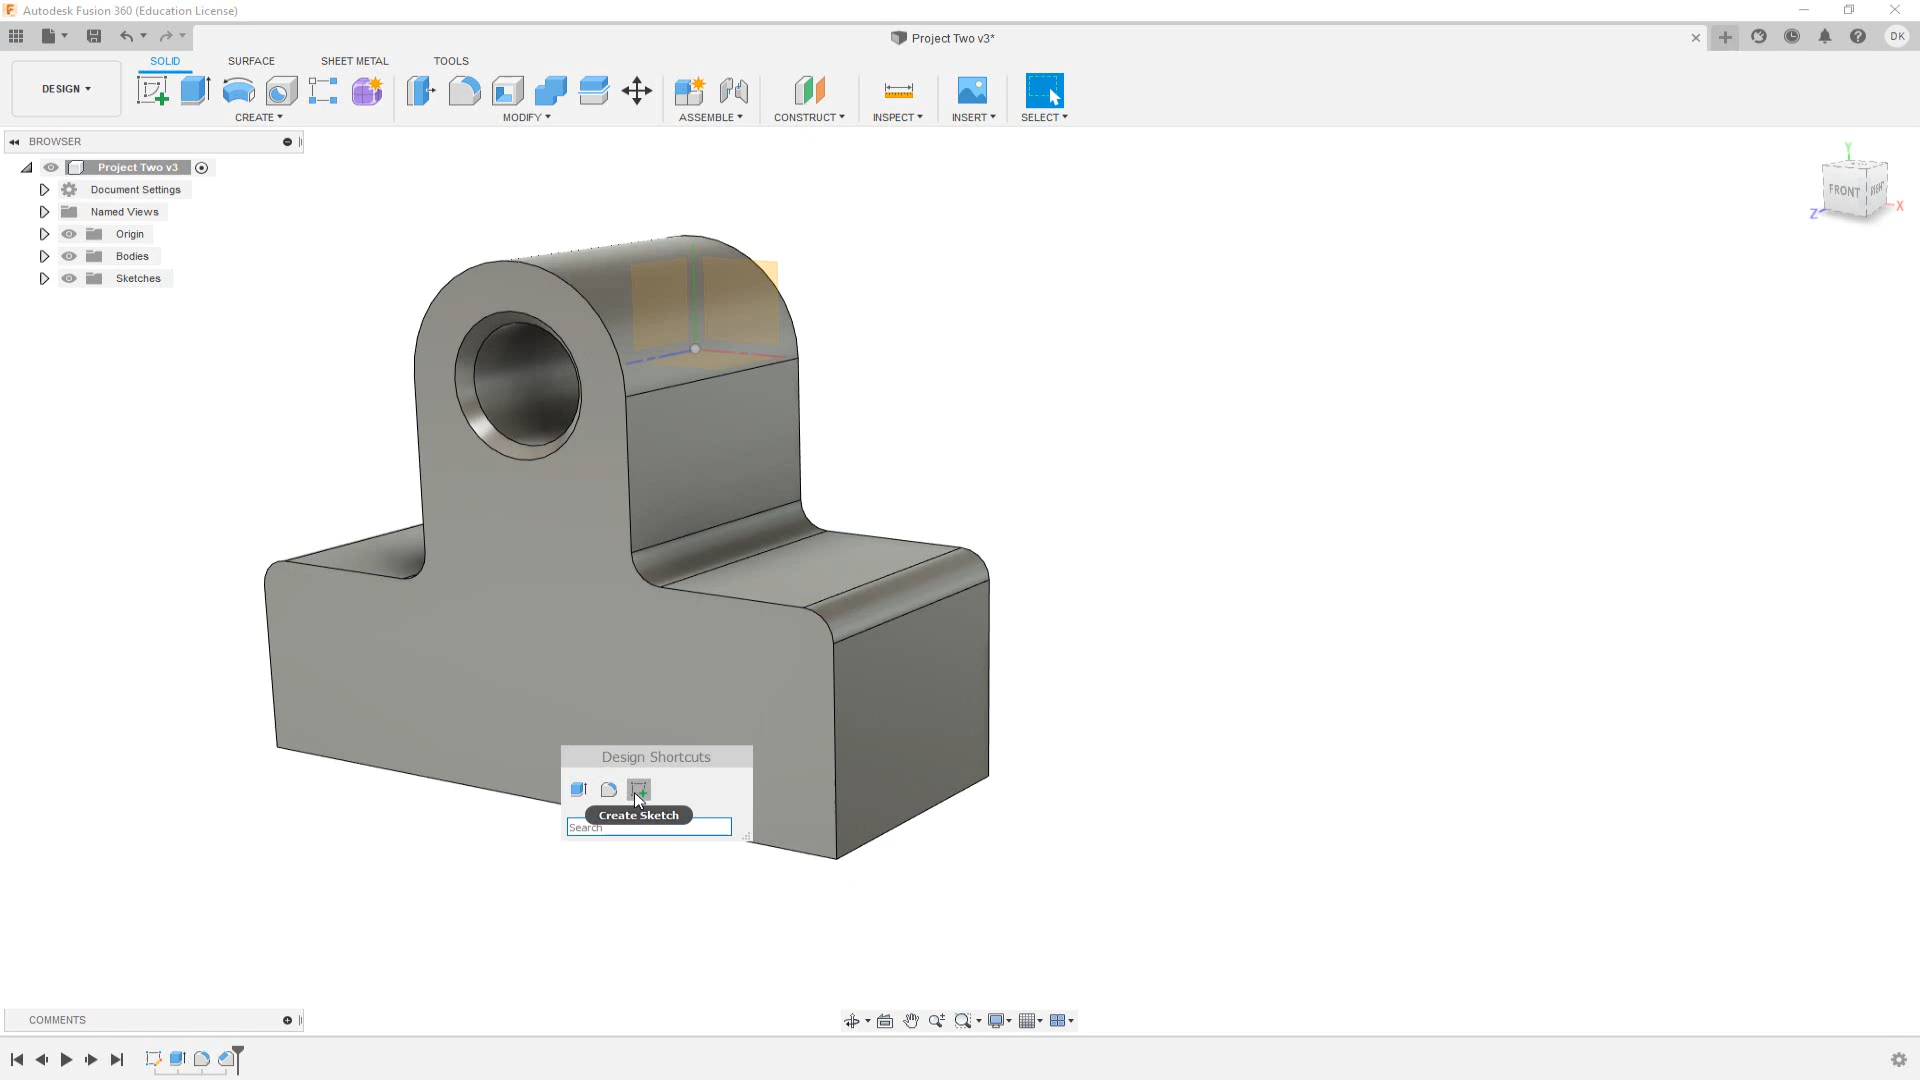 Autodesk Fusion 360 (Education License)
Project Two v3*
DK
SOLID
SURFACE
SHEET METAL
TOOLS
DESIGN
CREATE
MODIFY
ASSEMBLE
CONSTRUCT
INSPECT
INSERT
SELECT
BROWSER
Project Two v3
Document Settings
Named Views
Origin
Bodies
Sketches
Y
FRONT
RIGHT
Z
X
Design Shortcuts
Create Sketch
Search
COMMENTS